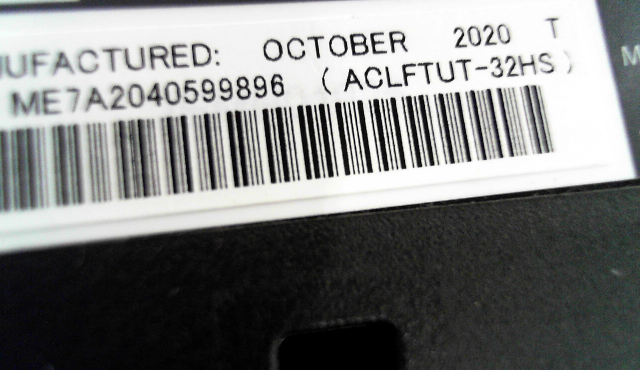 UFACTURED: OCTOBER 2020 T
ME7A2040599896 (ACLFTUT-32HS)
M